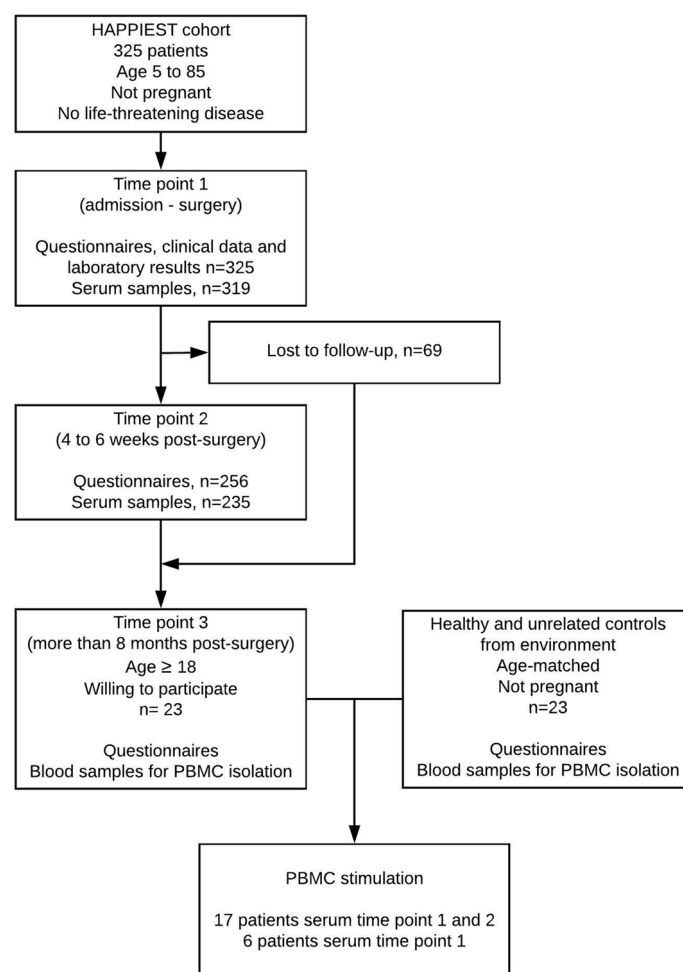 HAPPIEST cohort
325 patients
Age 5 to 85
Not pregnant
No life-threatening disease
Time point 1
(admission - surgery)
Questionnaires, clinical data and
laboratory results n=325
Serum samples, n=319
Lost to follow-up, n=69
Time point 2
(4 to 6 weeks post-surgery)
Questionnaires, n=256
Serum samples, n=235
Time point 3
(more than 8 months post-surgery)
Age ≥ 18
Willing to participate
n= 23
Questionnaires
Blood samples for PBMC isolation
Healthy and unrelated controls
from environment
Age-matched
Not pregnant
n=23
Questionnaires
Blood samples for PBMC isolation
PBMC stimulation
17 patients serum time point 1 and 2
6 patients serum time point 1